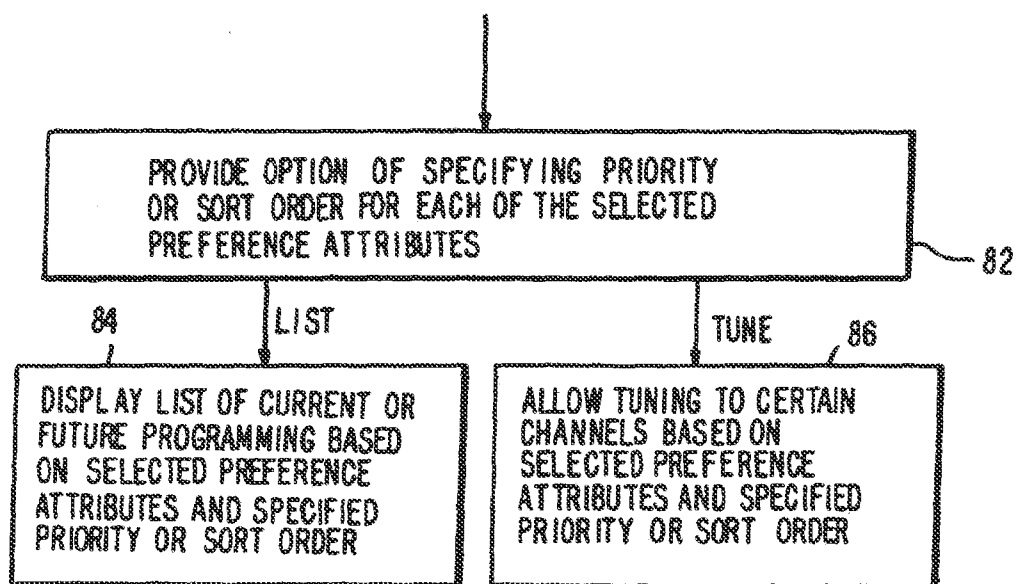 PROVIDE OPTION OF SPECIFYING PRIORITY
OR SORT ORDER FOR EACH OF THE SELECTED
PREFERENCE ATTRIBUTES
82
84
LIST
TUNE
86
DISPLAY LIST OF CURRENT OR
FUTURE PROGRAMMING BASED
ON SELECTED PREFERENCE
ATTRIBUTES AND SPECIFIED
PRIORITY OR SORT ORDER
ALLOW TUNING TO CERTAIN
CHANNELS BASED ON
SELECTED PREFERENCE
ATTRIBUTES AND SPECIFIED
PRIORITY OR SORT ORDER